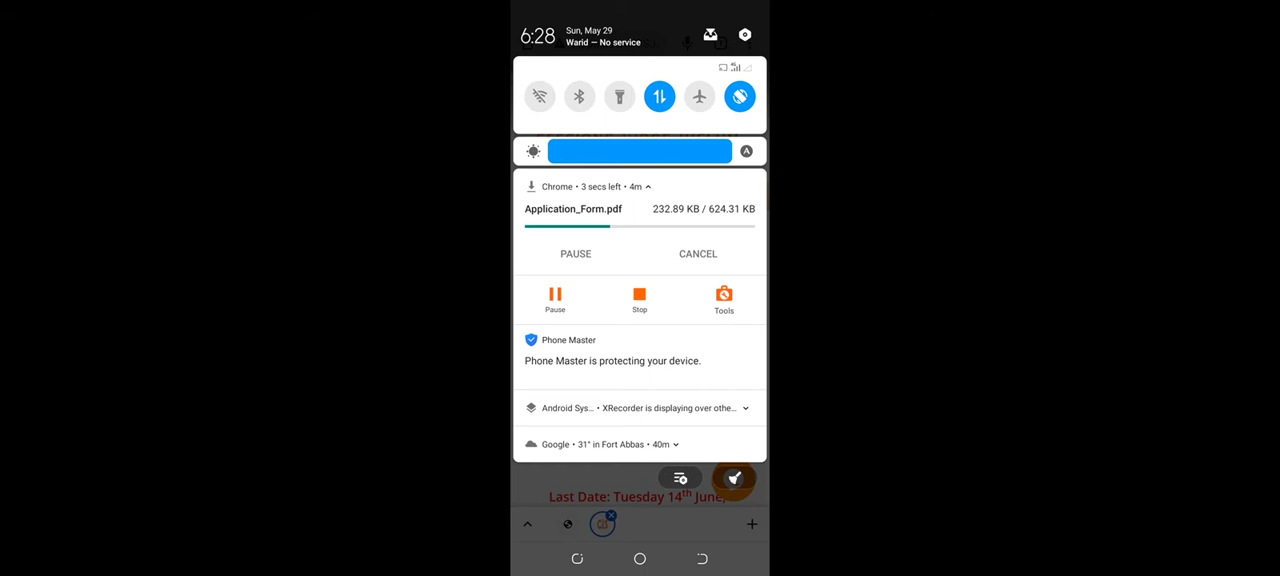 6:28
Sun, May 29
Warid — No service
4G
A
Chrome • 3 secs left • 4m
Application_Form.pdf 232.89 KB / 624.31 KB
PAUSE CANCEL
Pause Stop Tools
Phone Master
Phone Master is protecting your device.
Android Sys... • XRecorder is displaying over othe...
Google • 31° in Fort Abbas • 40m
Last Date: Tuesday 14th June,